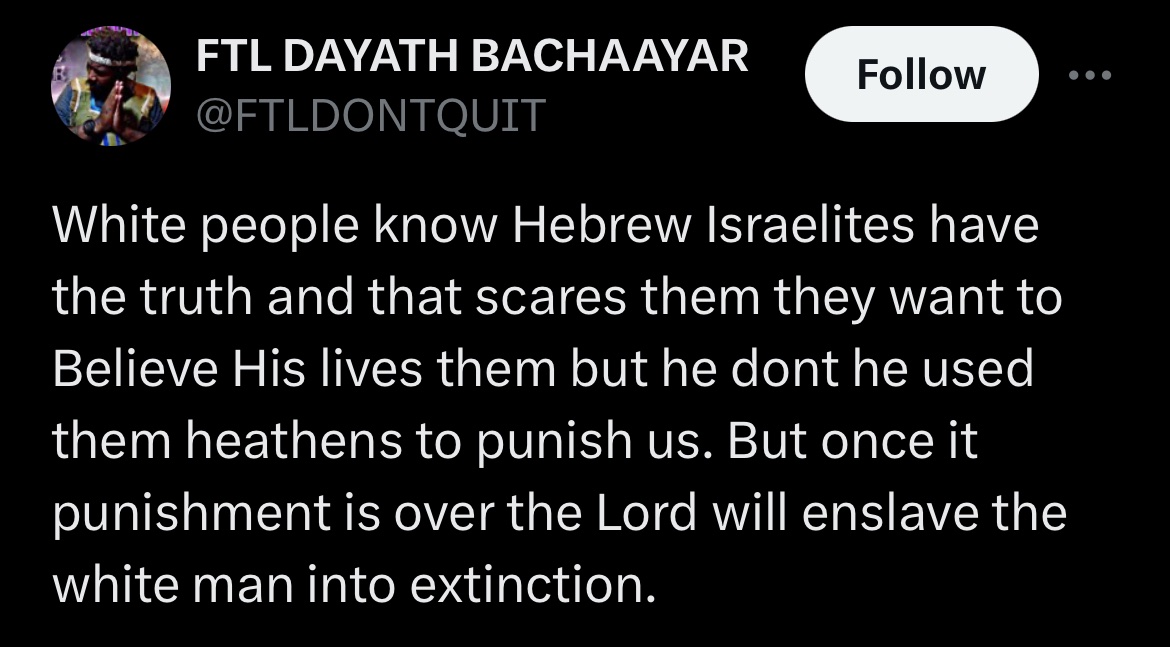 FTL DAYATH BACHAAYAR
@FTLDONTQUIT
Follow
White people know Hebrew Israelites have
the truth and that scares them they want to
Believe His lives them but he dont he used
them heathens to punish us. But once it
punishment is over the Lord will enslave the
white man into extinction.